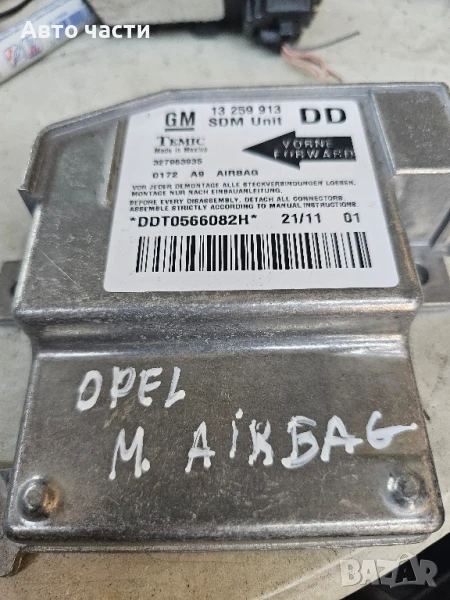 Авто части
GM 13 259 913 DD
SDM Unit
TEMIC
Made in Mexico
VORNE
FORWARD
327963935
0172 A9 AIRBAG
VOR JEDER DEMONTAGE ALLE STECKVERBINDUNGEN LOESEN.
MONTAGE NUR NACH EINBAUANLEITUNG.
BEFORE EVERY DISASSEMBLY, DETACH ALL CONNECTORS
ASSEMBLE STRICTLY ACCORDING TO MANUAL INSTRUCTIONS
*DDT0566082H* 21/11 01
OPEL
M. AIRBAG
BAZAR